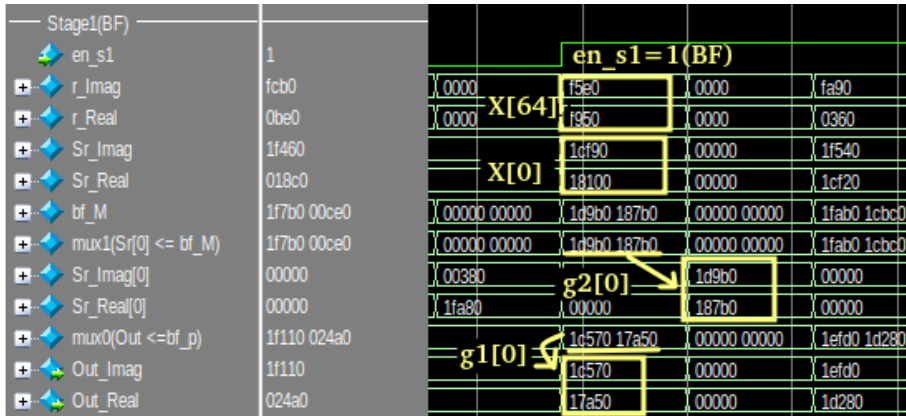 Stage1(BF)
en_s1 1 en_s1=1(BF)
r_Imag fcb0 0000 f5e0 0000 fa90
r_Real 0be0 0000 X[64] f950 0000 0360
Sr_Imag 1f460 1cf90 00000 1f540
Sr_Real 018c0 X[0] 18100 00000 1cf20
bf_M 1f7b0 00ce0 00000 00000 1d9b0 187b0 00000 00000 1fab0 1cbc0
mux1(Sr[0] <= bf_M) 1f7b0 00ce0 00000 00000 1d9b0 187b0 00000 00000 1fab0 1cbc0
Sr_Imag[0] 00000 00380 g2[0] 1d9b0 00000
Sr_Real[0] 00000 1fa80 00000 187b0 00000
mux0(Out <=bf_p) 1f110 024a0 1c570 17a50 00000 00000 1efd0 1d280
Out_Imag 1f110 g1[0] 1c570 00000 1efd0
Out_Real 024a0 17a50 00000 1d280